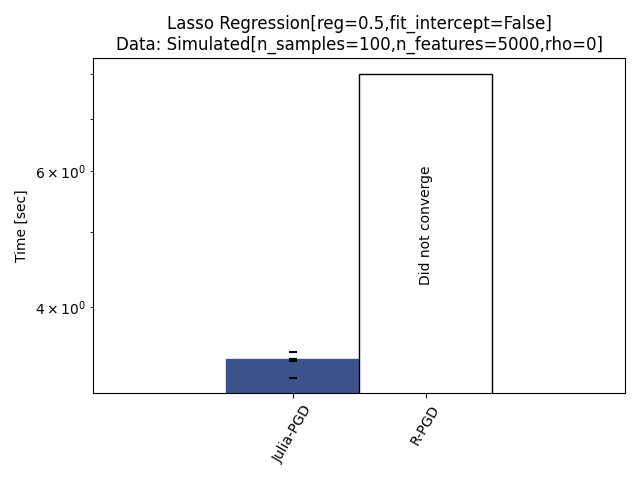 Lasso Regression[reg=0.5,fit_intercept=False]
Data: Simulated[n_samples=100,n_features=5000,rho=0]
Time [sec]
6 × 10⁰
4 × 10⁰
Did not converge
Julia-PGD
R-PGD